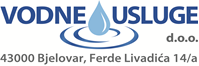 VODNE USLUGE
d.o.o.
43000 Bjelovar, Ferde Livadića 14/a